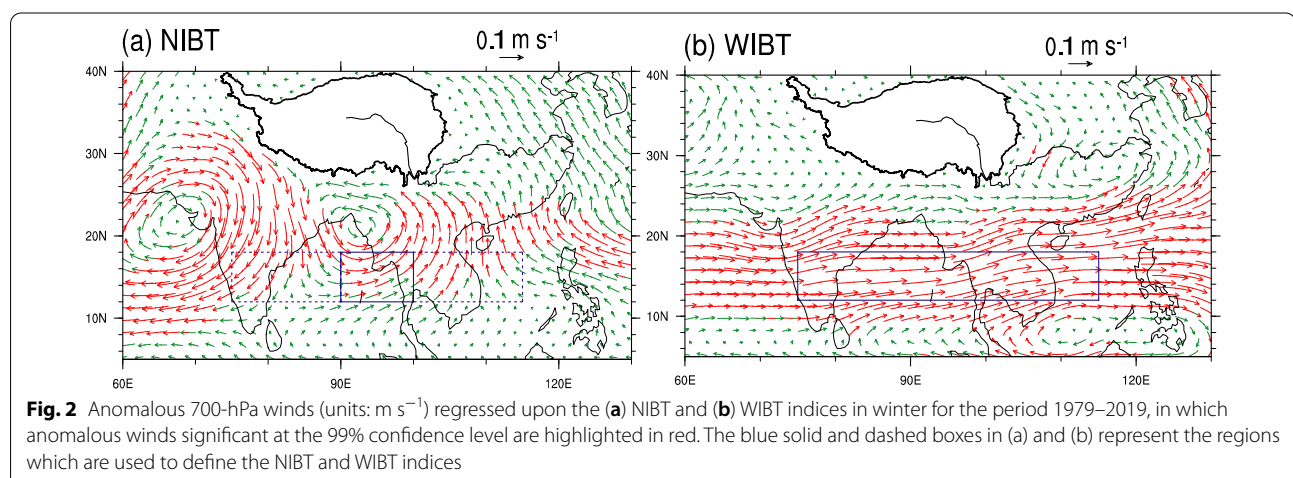 (a) NIBT
0.1 m s-1
(b) WIBT
0.1 m s-1
40N
30N
20N
10N
60E
90E
120E
40N
30N
20N
10N
60E
90E
120E
Fig. 2 Anomalous 700-hPa winds (units: m s−1) regressed upon the (a) NIBT and (b) WIBT indices in winter for the period 1979–2019, in which
anomalous winds significant at the 99% confidence level are highlighted in red. The blue solid and dashed boxes in (a) and (b) represent the regions
which are used to define the NIBT and WIBT indices